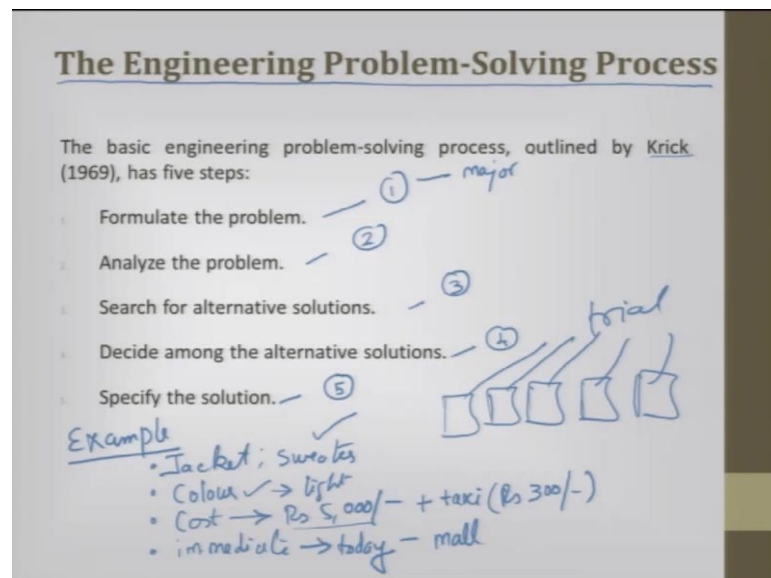 The Engineering Problem-Solving Process
The basic engineering problem-solving process, outlined by Krick
(1969), has five steps:
1 — major
Formulate the problem.
2
Analyze the problem.
3
Search for alternative solutions.
trial
Decide among the alternative solutions. 4
Specify the solution. 5
Example
• Jacket; Sweater
• Colour ✓ → light
• Cost → Rs 5,000/- + taxi (Rs 300/-)
• immediate → today - mall